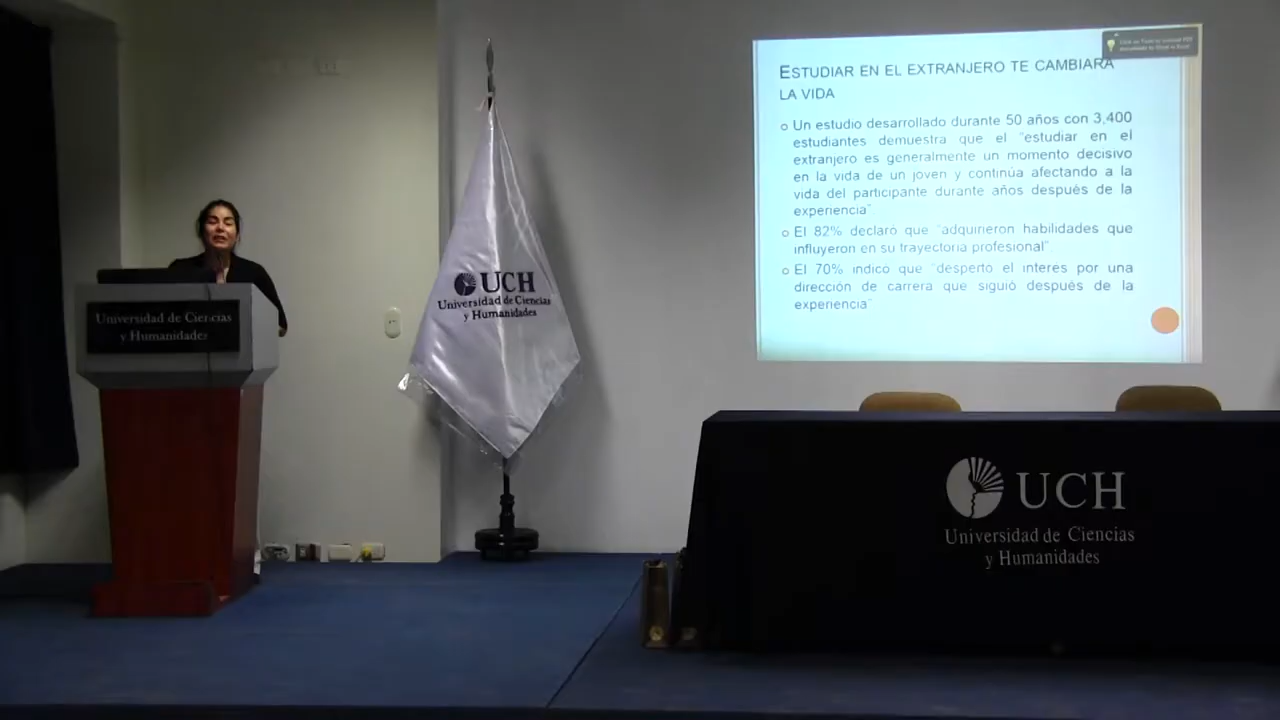 ESTUDIAR EN EL EXTRANJERO TE CAMBIARÁ
LA VIDA
Un estudio desarrollado durante 50 años con 3,400
estudiantes demuestra que el "estudiar en el
extranjero es generalmente un momento decisivo
en la vida de un joven y continúa afectando a la
vida del participante durante años después de la
experiencia"
El 82% declaró que "adquirieron habilidades que
influyeron en su trayectoria profesional"
El 70% indicó que "despertó el interés por una
dirección de carrera que siguió después de la
experiencia"
UCH
Universidad de Ciencias
y Humanidades
Universidad de Ciencias
y Humanidades
UCH
Universidad de Ciencias
y Humanidades